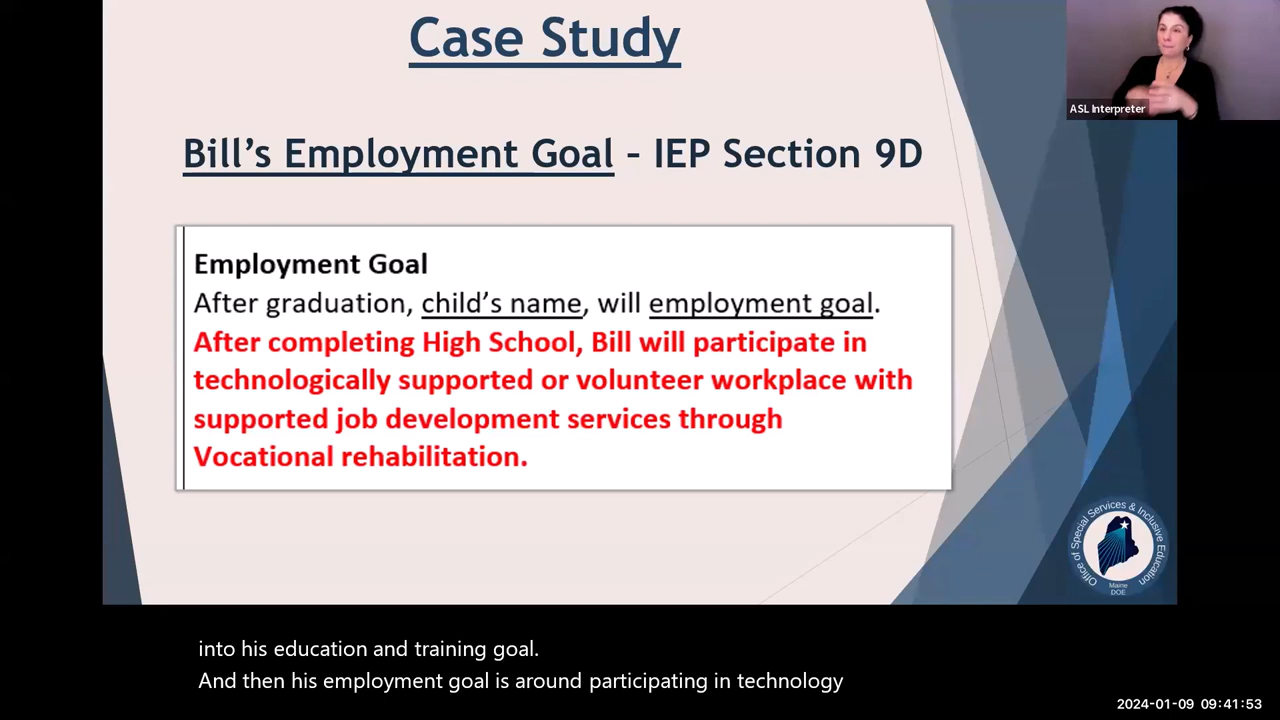 Case Study
ASL Interpreter
Bill’s Employment Goal – IEP Section 9D
Employment Goal
After graduation, child’s name, will employment goal.
After completing High School, Bill will participate in
technologically supported or volunteer workplace with
supported job development services through
Vocational rehabilitation.
Office of Special Services & Inclusive Education
Maine
DOE
into his education and training goal.
And then his employment goal is around participating in technology
2024-01-09 09:41:53